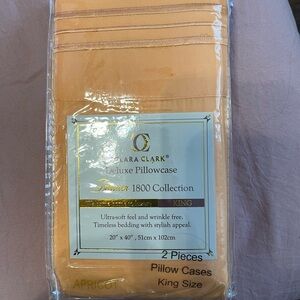 CLARA CLARK®
Deluxe Pillowcase
Premier 1800 Collection
KING
Ultra-soft feel and wrinkle free.
Timeless bedding with stylish appeal.
20" x 40", 51cm x 102cm
2 Pieces
Pillow Cases
APRICOT King Size